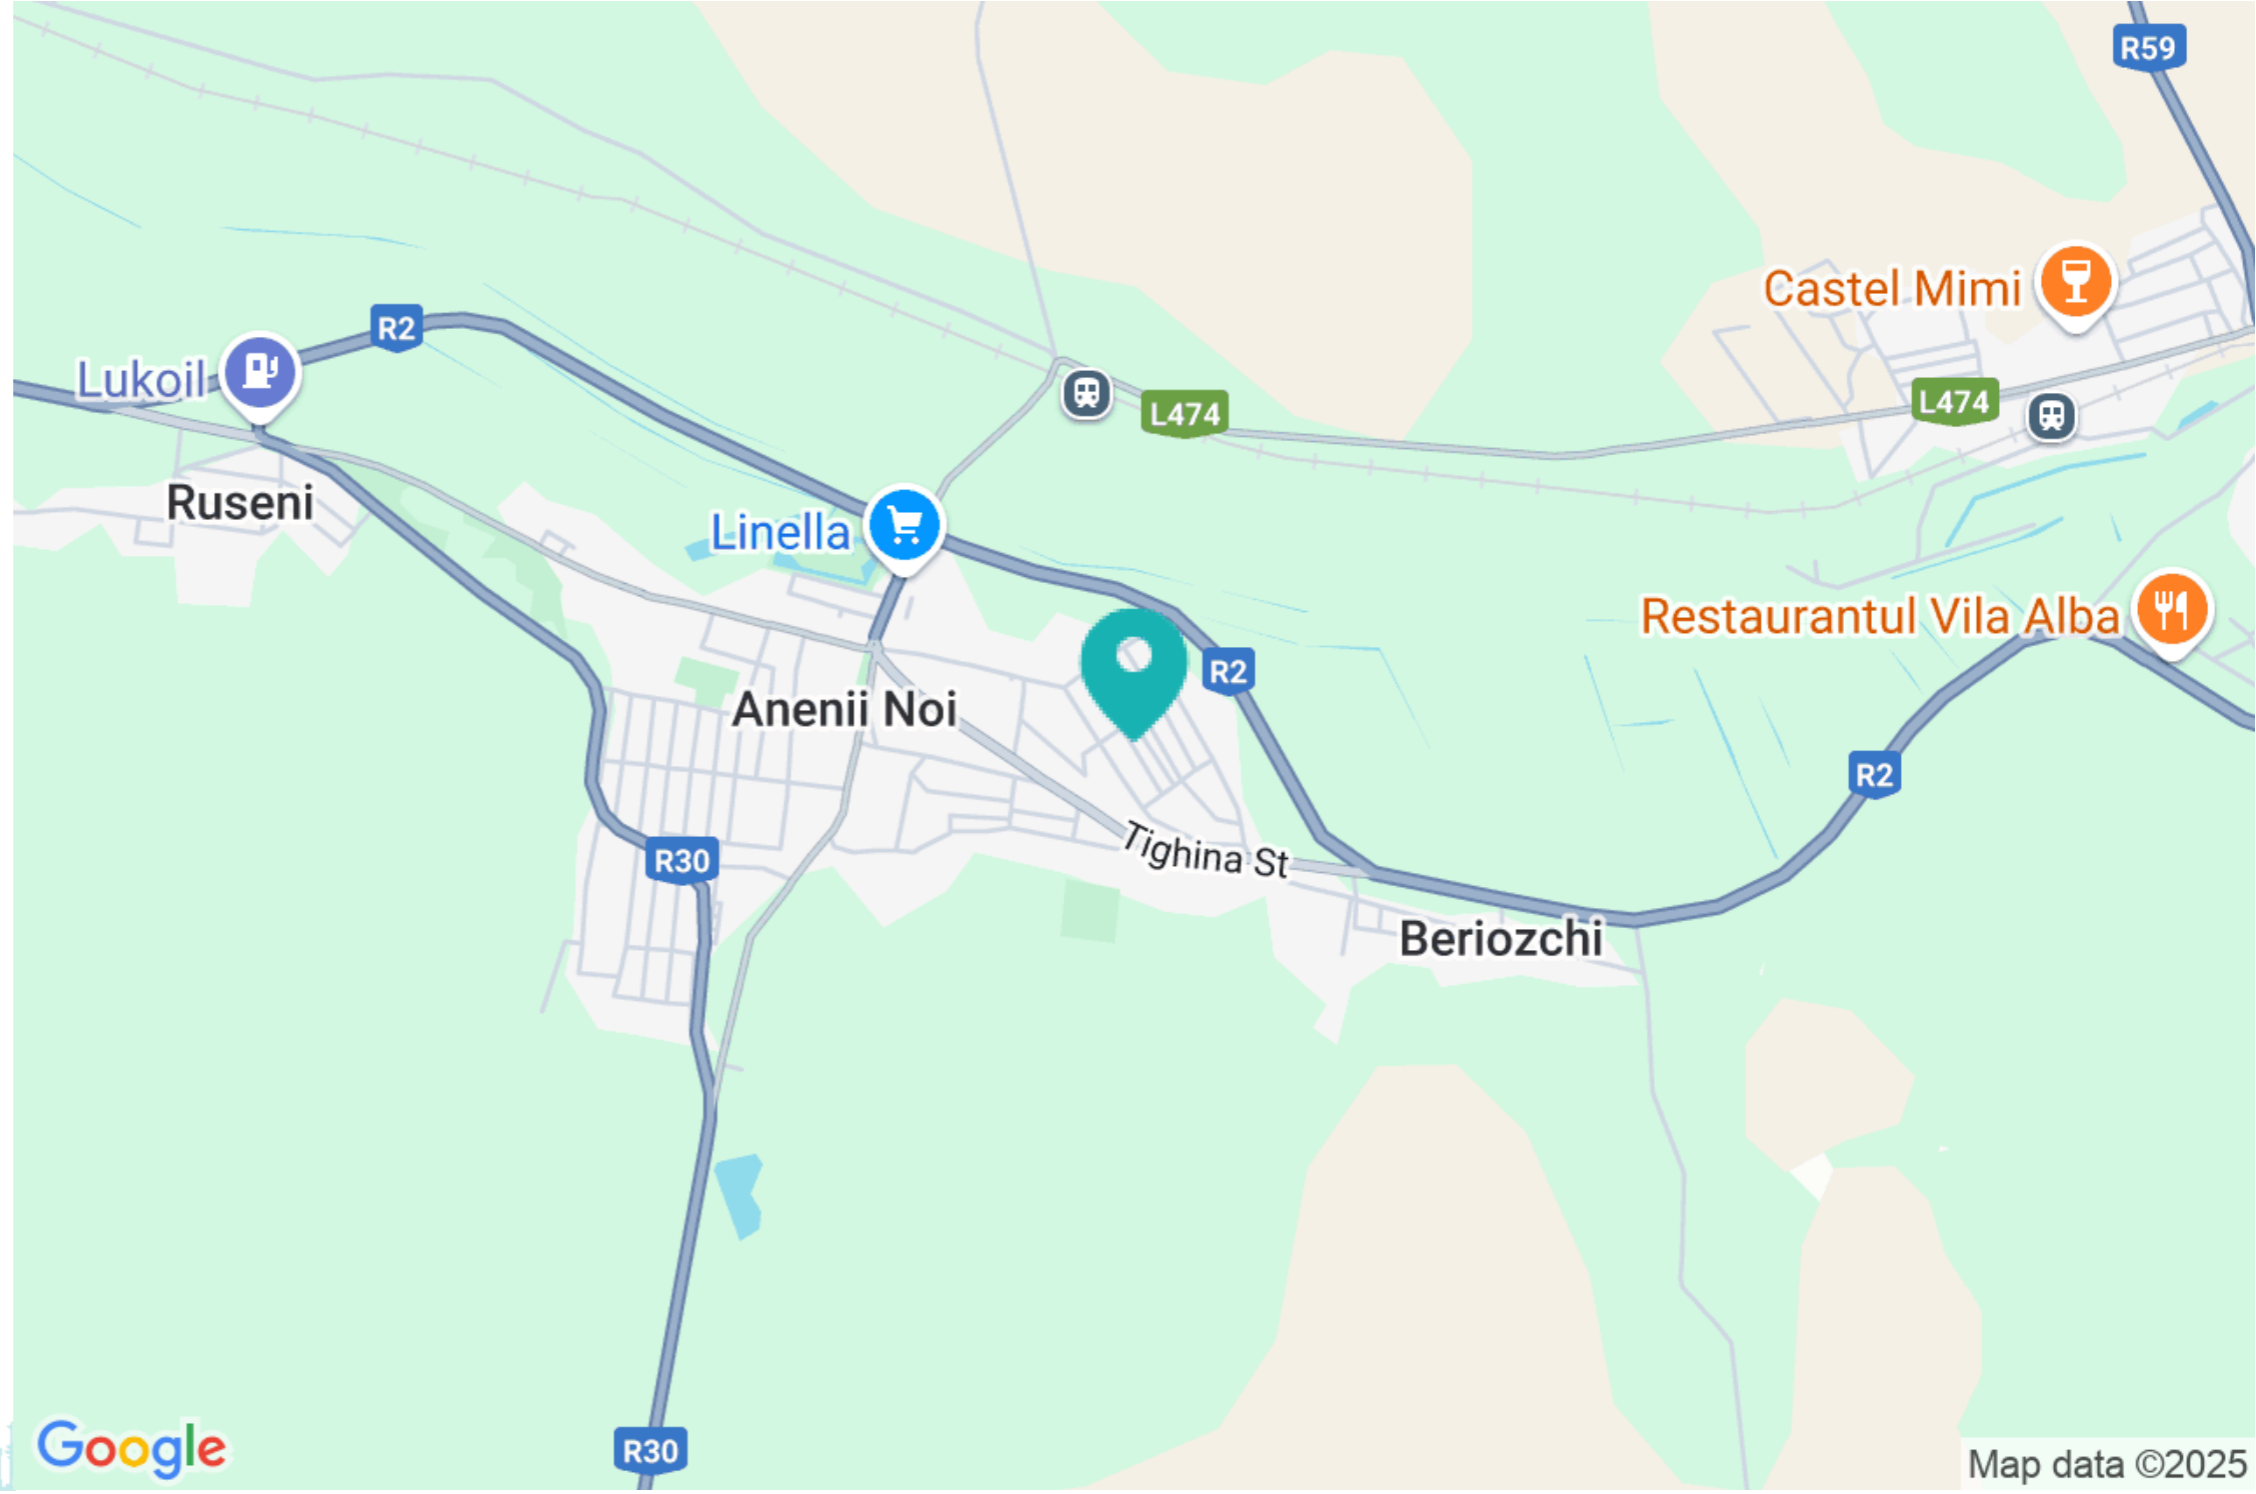 R59
Castel Mimi
R2
Lukoil
L474
L474
Ruseni
Linella
Restaurantul Vila Alba
R2
Anenii Noi
R2
Tighina St
R30
Beriozchi
Google
R30
Map data ©2025